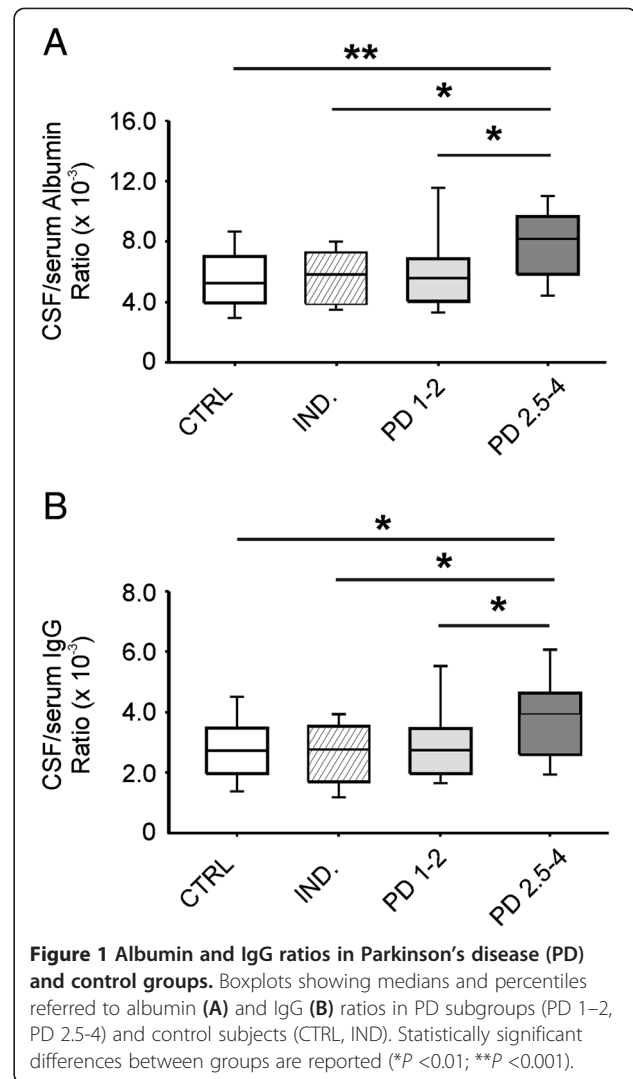 A
**
*
*
CSF/serum Albumin
Ratio (x 10⁻³)
16.0
12.0
8.0
4.0
0
CTRL
IND.
PD 1-2
PD 2.5-4
B
*
*
*
CSF/serum IgG
Ratio (x 10⁻³)
8.0
6.0
4.0
2.0
0
CTRL
IND.
PD 1-2
PD 2.5-4
Figure 1 Albumin and IgG ratios in Parkinson's disease (PD)
and control groups. Boxplots showing medians and percentiles
referred to albumin (A) and IgG (B) ratios in PD subgroups (PD 1–2,
PD 2.5-4) and control subjects (CTRL, IND). Statistically significant
differences between groups are reported (*P <0.01; **P <0.001).